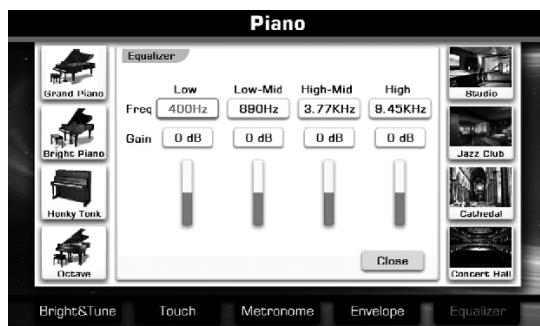 Piano
Equalizer
Low Low-Mid High-Mid High
Freq 400Hz 890Hz 3.77KHz 9.45KHz
Gain 0 dB 0 dB 0 dB 0 dB
Close
Grand Piano
Bright Piano
Honky Tonk
Octave
Studio
Jazz Club
Cathedal
Concert Hall
Bright&Tune Touch Metronome Envelope Equalizer